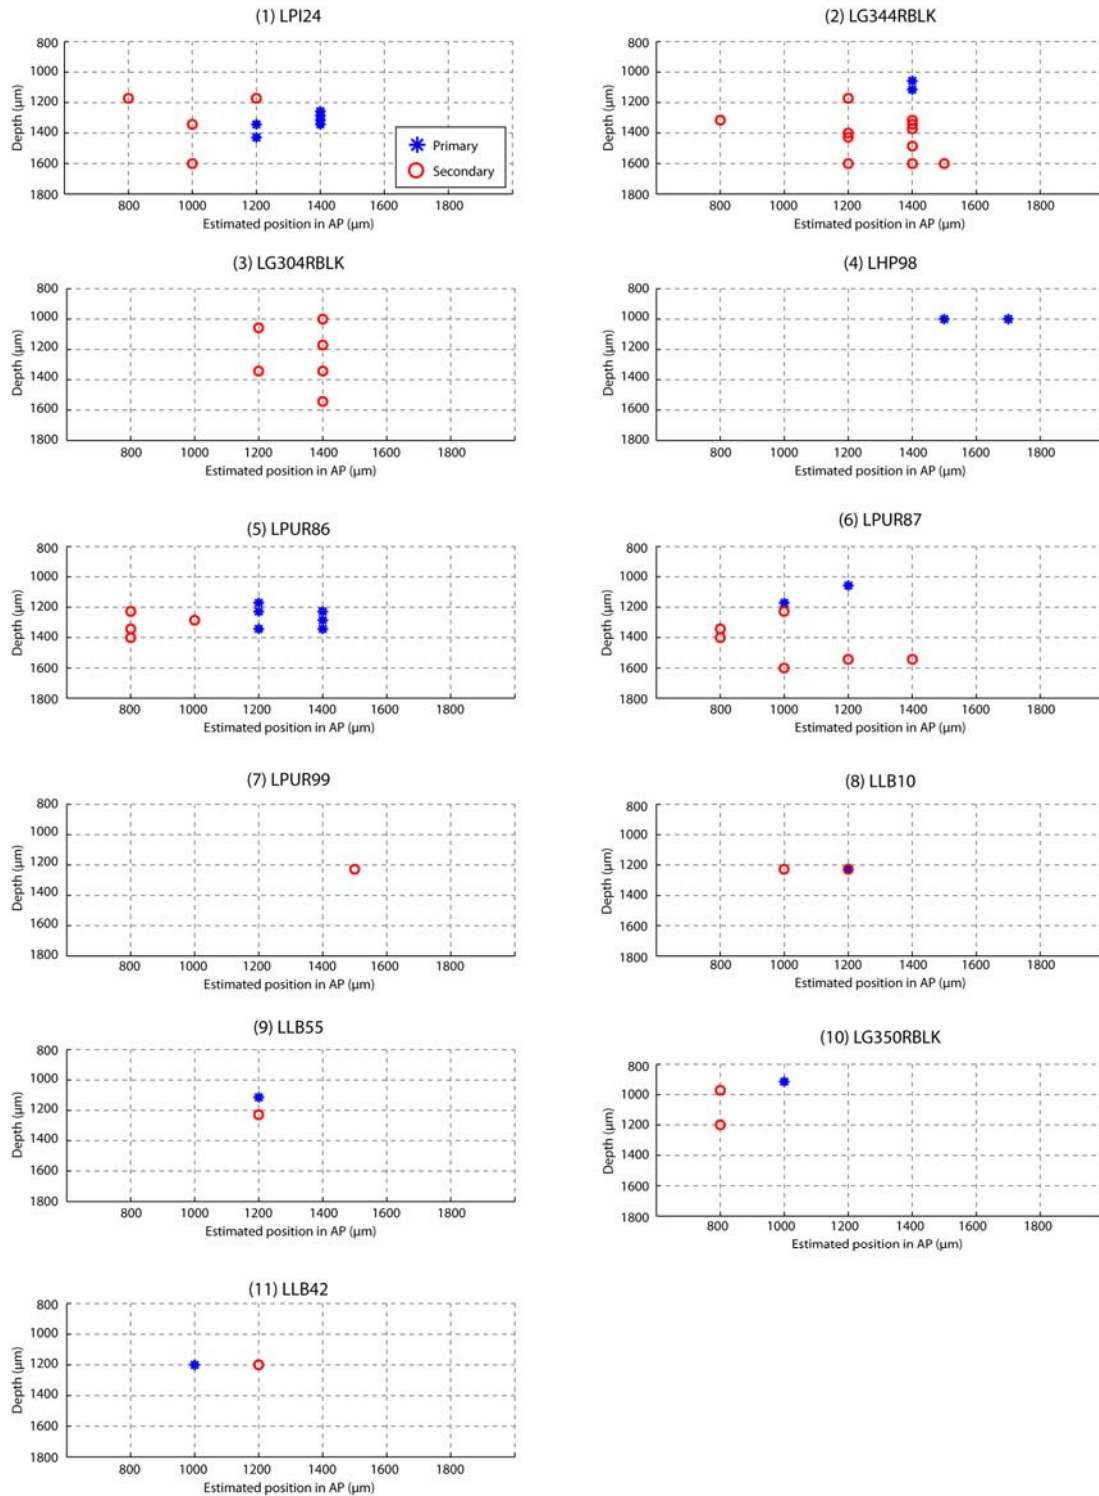 (1) LPI24
800
1000
1200
1400
1600
1800
Depth (µm)
Primary
Secondary
800 1000 1200 1400 1600 1800
Estimated position in AP (µm)
(2) LG344RBLK
800
1000
1200
1400
1600
1800
Depth (µm)
800 1000 1200 1400 1600 1800
Estimated position in AP (µm)
(3) LG304RBLK
800
1000
1200
1400
1600
1800
Depth (µm)
800 1000 1200 1400 1600 1800
Estimated position in AP (µm)
(4) LHP98
800
1000
1200
1400
1600
1800
Depth (µm)
800 1000 1200 1400 1600 1800
Estimated position in AP (µm)
(5) LPUR86
800
1000
1200
1400
1600
1800
Depth (µm)
800 1000 1200 1400 1600 1800
Estimated position in AP (µm)
(6) LPUR87
800
1000
1200
1400
1600
1800
Depth (µm)
800 1000 1200 1400 1600 1800
Estimated position in AP (µm)
(7) LPUR99
800
1000
1200
1400
1600
1800
Depth (µm)
800 1000 1200 1400 1600 1800
Estimated position in AP (µm)
(8) LLB10
800
1000
1200
1400
1600
1800
Depth (µm)
800 1000 1200 1400 1600 1800
Estimated position in AP (µm)
(9) LLB55
800
1000
1200
1400
1600
1800
Depth (µm)
800 1000 1200 1400 1600 1800
Estimated position in AP (µm)
(10) LG350RBLK
800
1000
1200
1400
1600
1800
Depth (µm)
800 1000 1200 1400 1600 1800
Estimated position in AP (µm)
(11) LLB42
800
1000
1200
1400
1600
1800
Depth (µm)
800 1000 1200 1400 1600 1800
Estimated position in AP (µm)